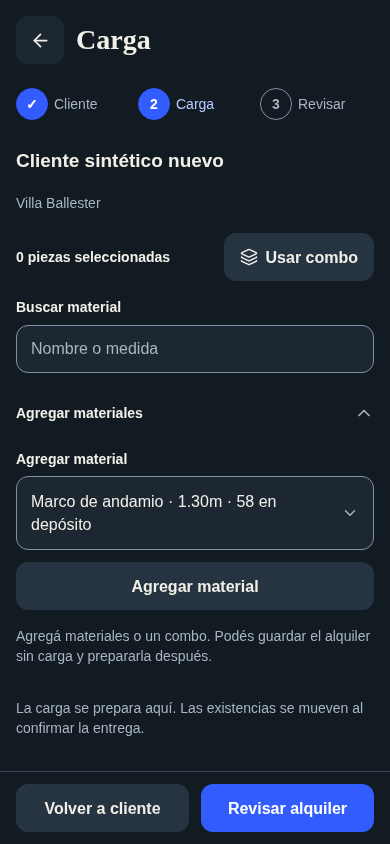 Carga
✓ Cliente 2 Carga 3 Revisar
Cliente sintético nuevo
Villa Ballester
0 piezas seleccionadas Usar combo
Buscar material
Nombre o medida
Agregar materiales
Agregar material
Marco de andamio · 1.30m · 58 en
depósito
Agregar material
Agregá materiales o un combo. Podés guardar el alquiler
sin carga y prepararla después.
La carga se prepara aquí. Las existencias se mueven al
confirmar la entrega.
Volver a cliente Revisar alquiler